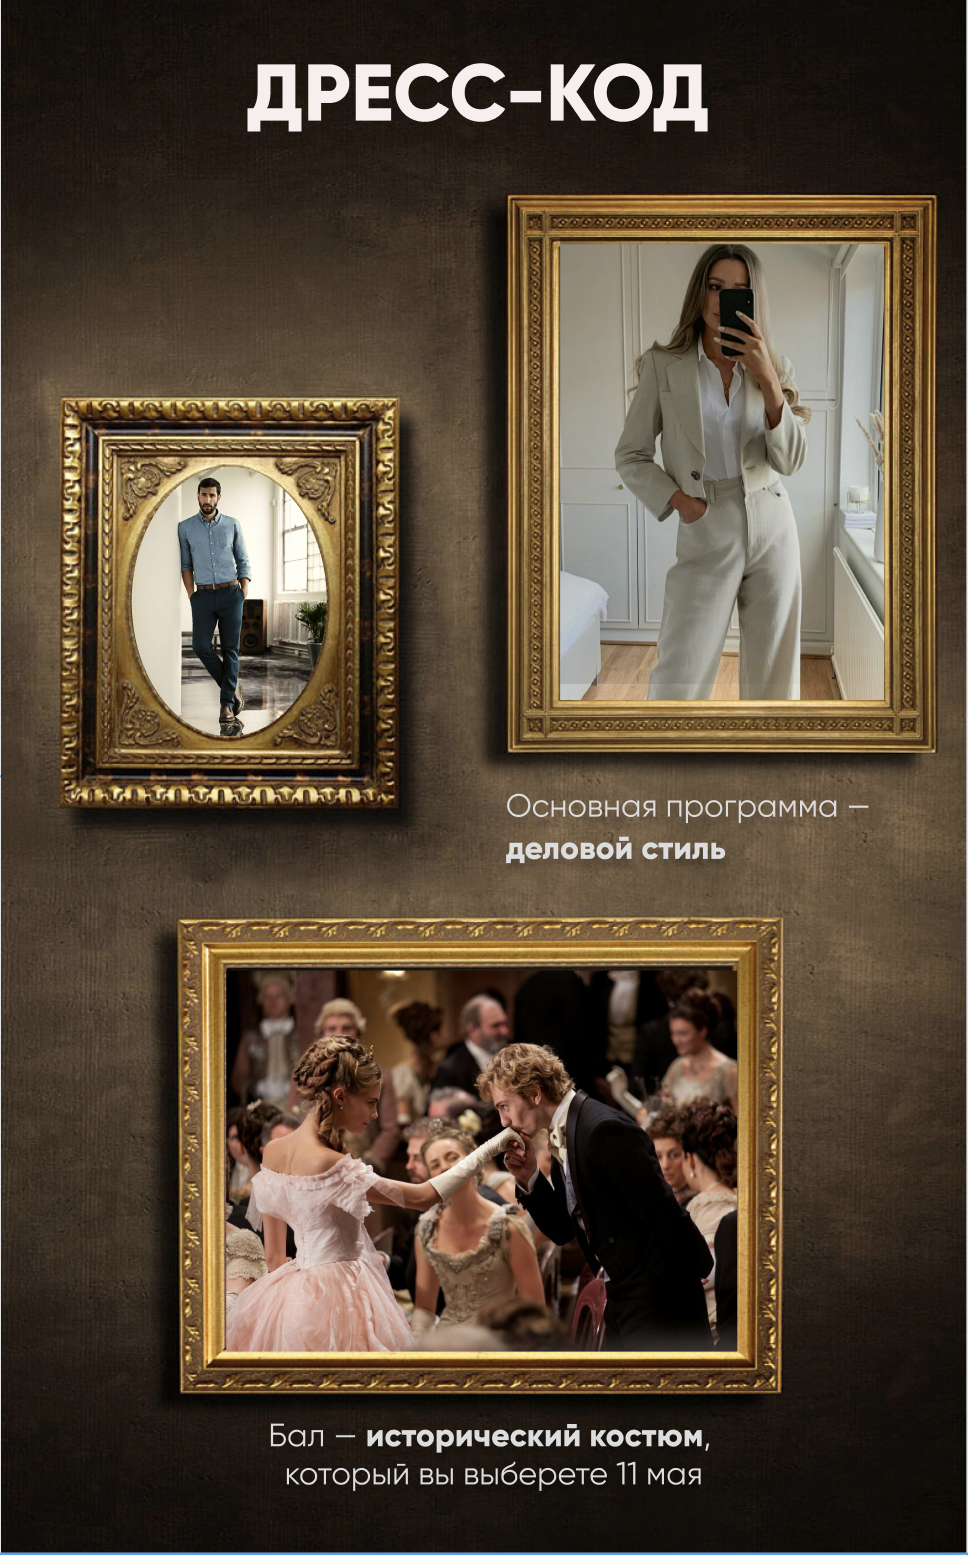 ДРЕСС-КОД
Основная программа —
деловой стиль
Бал — исторический костюм,
который вы выберете 11 мая